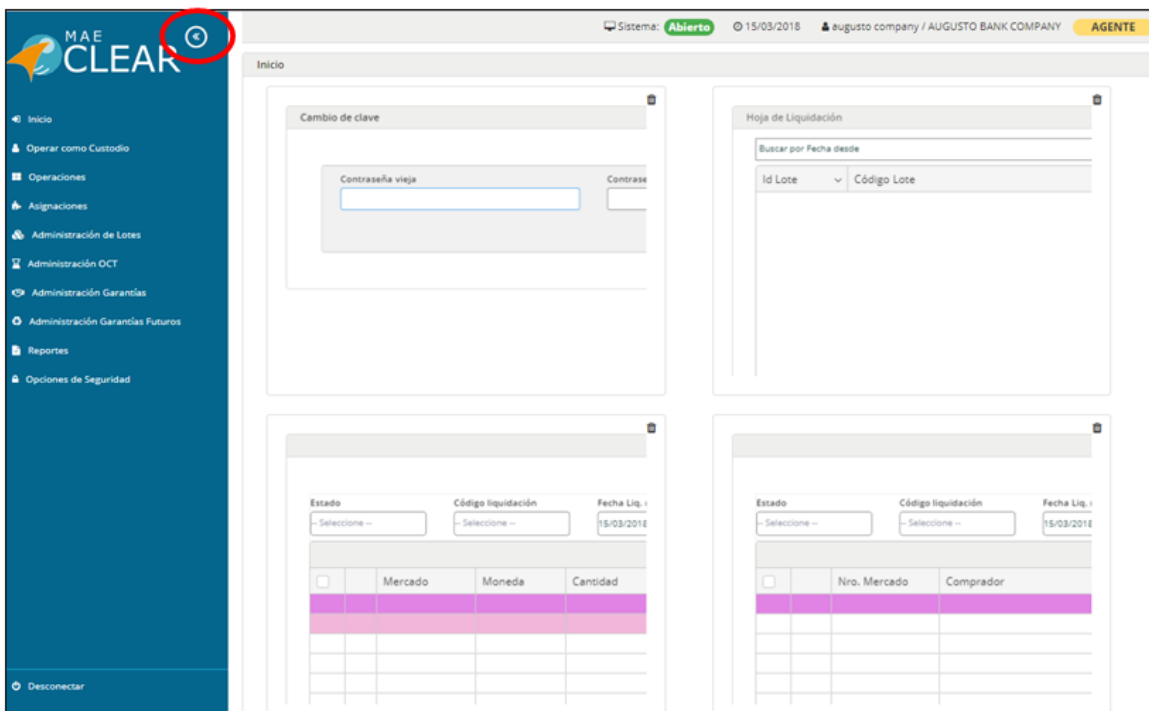 MAE
CLEAR
Sistema: Abierto 15/03/2018 augusto company / AUGUSTO BANK COMPANY AGENTE
Inicio
Operar como Custodio
Operaciones
Asignaciones
Administración de Lotes
Administración OCT
Administración Garantías
Administración Garantías Futuros
Reportes
Opciones de Seguridad
Desconectar
Inicio
Cambio de clave
Contraseña vieja Contrase
Hoja de Liquidación
Buscar por Fecha desde
Id Lote Código Lote
Estado Código liquidación Fecha Liq.
-- Seleccione -- -- Seleccione -- 15/03/2018
Mercado Moneda Cantidad
Estado Código liquidación Fecha Liq.
-- Seleccione -- -- Seleccione -- 15/03/2018
Nro. Mercado Comprador